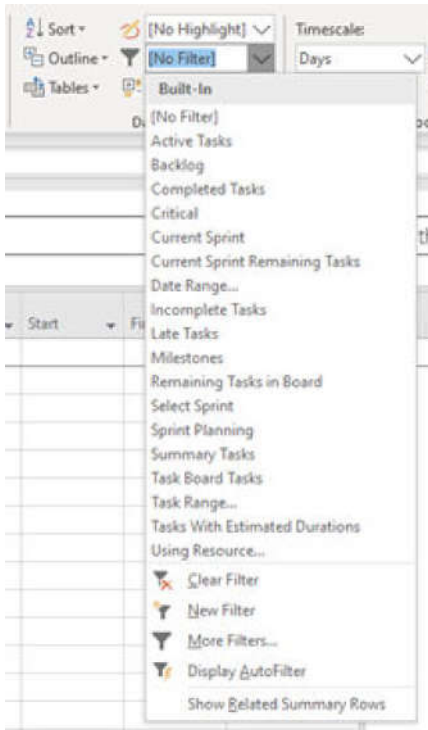 Sort
[No Highlight]
Timescale:
Outline
[No Filter]
Days
Tables
Built-In
[No Filter]
Active Tasks
Backlog
Completed Tasks
Critical
Current Sprint
Current Sprint Remaining Tasks
Date Range...
Incomplete Tasks
Start
Late Tasks
Milestones
Remaining Tasks in Board
Select Sprint
Sprint Planning
Summary Tasks
Task Board Tasks
Task Range...
Tasks With Estimated Durations
Using Resource...
Clear Filter
New Filter
More Filters...
Display AutoFilter
Show Related Summary Rows